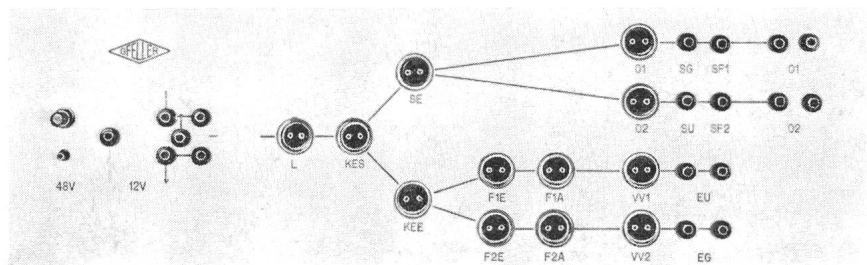 GFELLER
O1 SG SF1 O1
SE
O2 SU SF2 O2
L KES
48V 12V
F1E F1A VV1 EU
KEE
F2E F2A VV2 EG